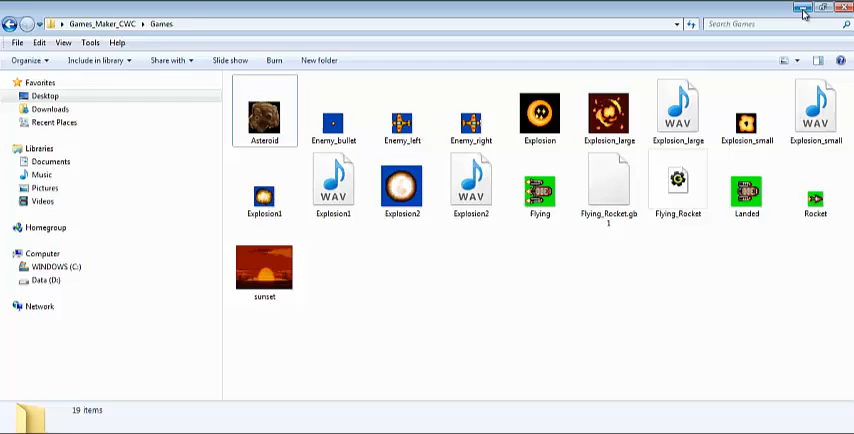 Games_Maker_CWC Games
Search Games
File Edit View Tools Help
Organize Include in library Share with Slide show Burn New folder
Favorites
Desktop
Downloads
Recent Places
Libraries
Documents
Music
Pictures
Videos
Homegroup
Computer
WINDOWS (C:)
Data (D:)
Network
WAV WAV
Asteroid Enemy_bullet Enemy_left Enemy_right Explosion Explosion_large Explosion_large Explosion_small Explosion_small
WAV WAV
Explosion1 Explosion1 Explosion2 Explosion2 Flying Flying_Rocket.gb Flying_Rocket Landed Rocket
1
sunset
19 items